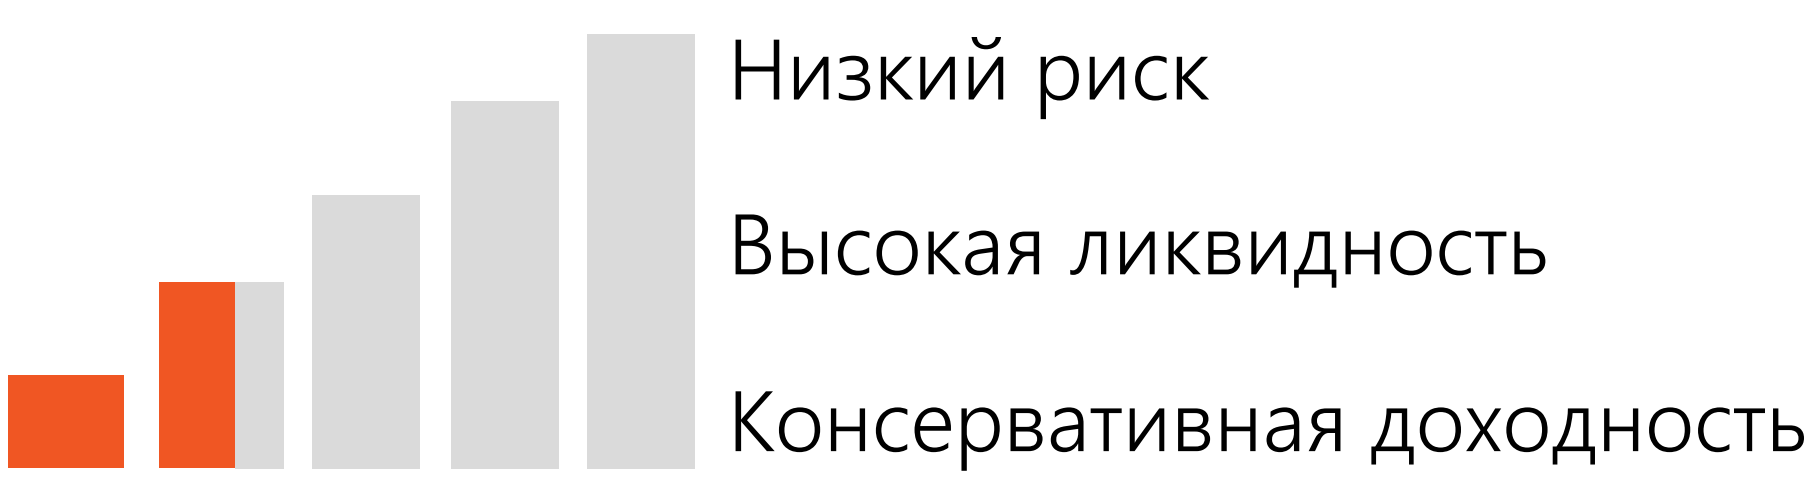 Низкий риск
Высокая ликвидность
Консервативная доходность